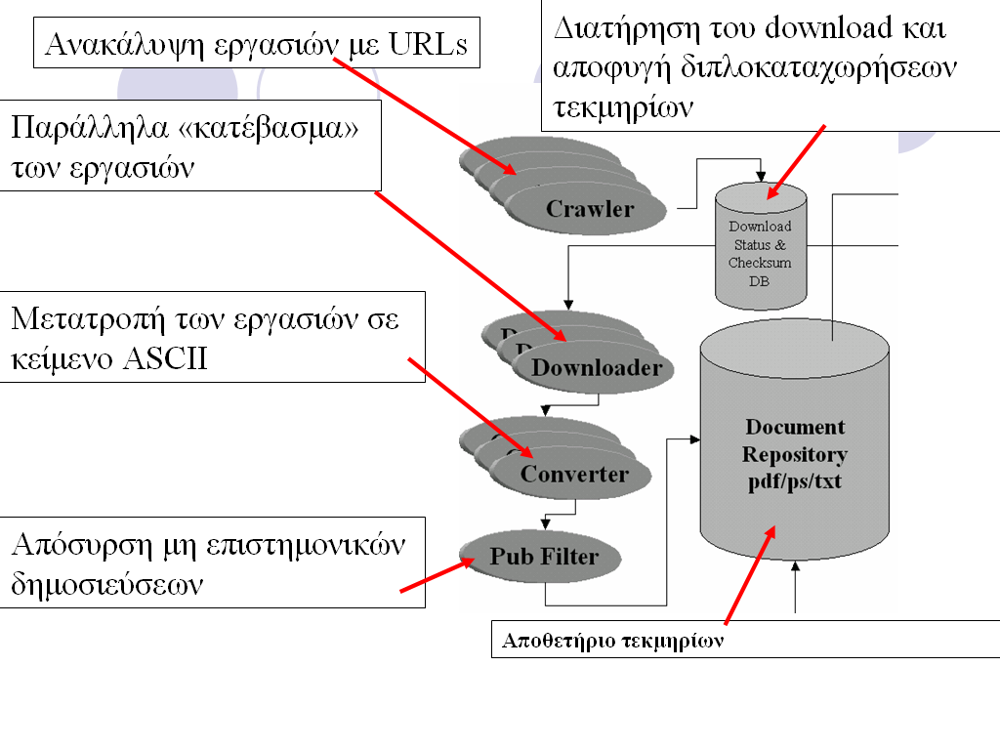 Ανακάλυψη εργασιών με URLs
Διατήρηση του download και
αποφυγή διπλοκαταχωρήσεων
τεκμηρίων
Παράλληλα «κατέβασμα»
των εργασιών
Crawler
Download
Status &
Checksum
DB
Μετατροπή των εργασιών σε
κείμενο ASCII
D
D
Downloader
Document
Repository
pdf/ps/txt
Converter
Απόσυρση μη επιστημονικών
δημοσιεύσεων
Pub Filter
Αποθετήριο τεκμηρίων